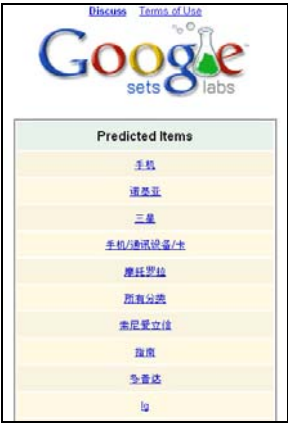 Discuss Terms of Use
Google
sets labs
Predicted Items
手机
诺基亚
三星
手机/通讯设备/卡
摩托罗拉
所有分类
索尼爱立信
指南
多普达
lg